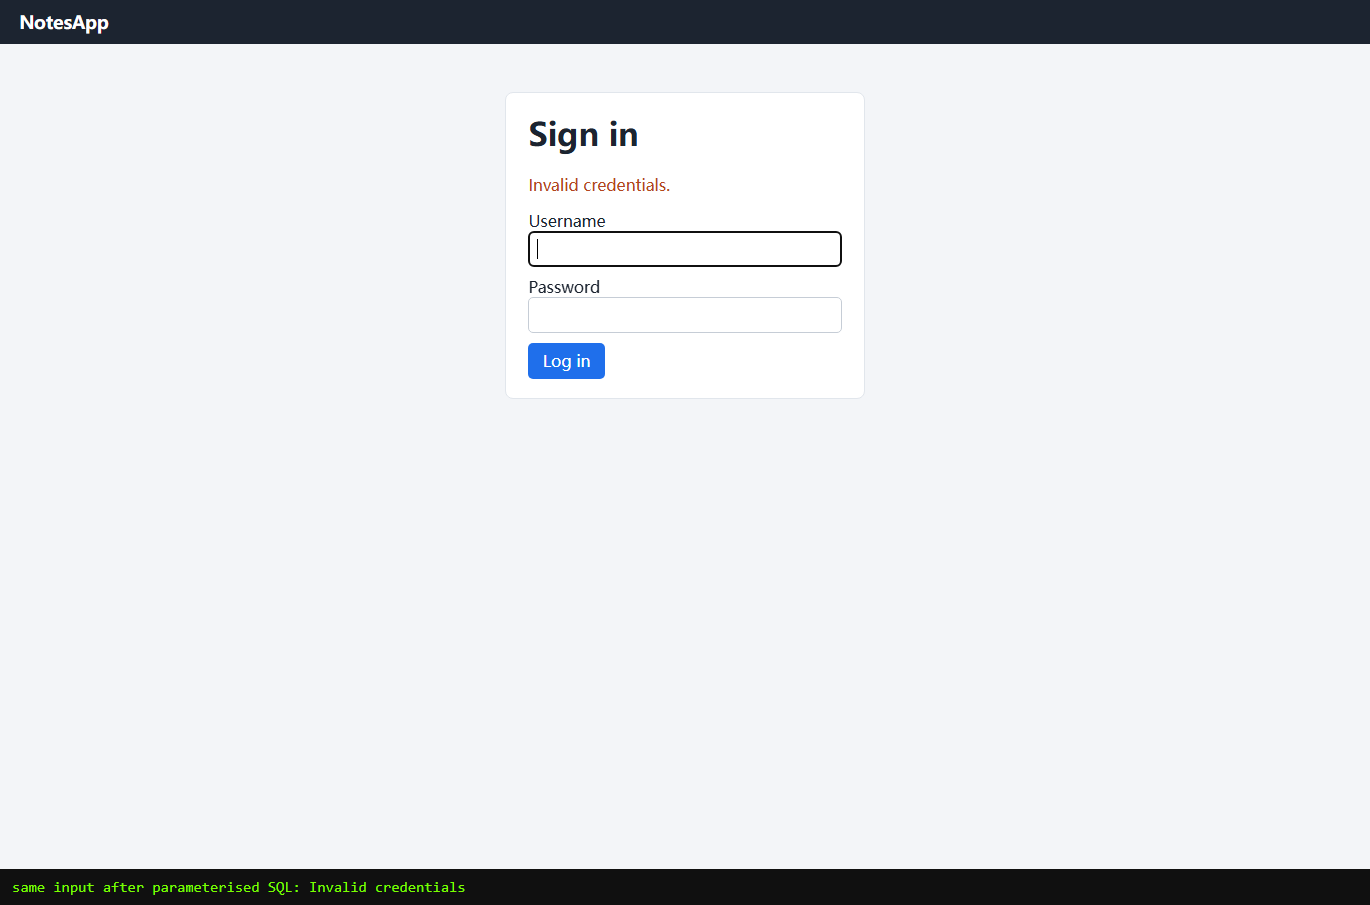 NotesApp
Sign in
Invalid credentials.
Username
Password
Log in
same input after parameterised SQL: Invalid credentials